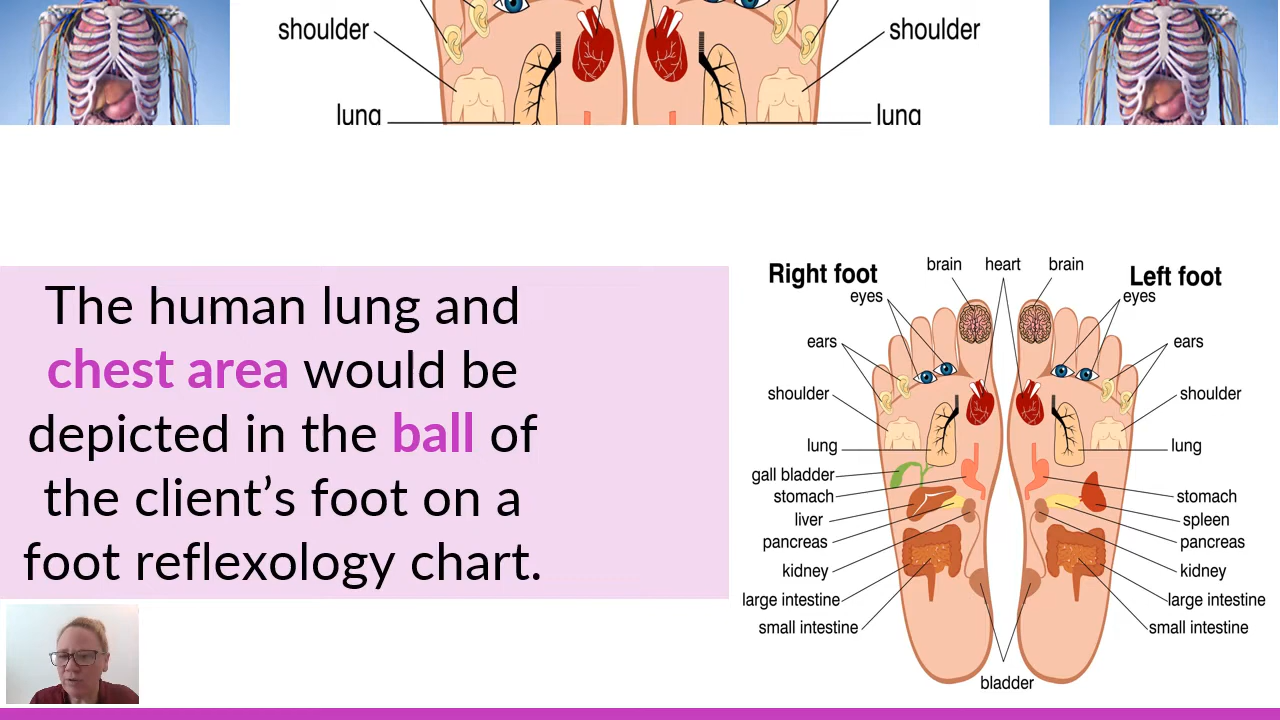 shoulder
shoulder
lung
lung
The human lung and
chest area would be
depicted in the ball of
the client’s foot on a
foot reflexology chart.
Right foot
brain
heart
brain
Left foot
eyes
eyes
ears
ears
shoulder
shoulder
lung
lung
gall bladder
stomach
stomach
liver
spleen
pancreas
pancreas
kidney
kidney
large intestine
large intestine
small intestine
small intestine
bladder